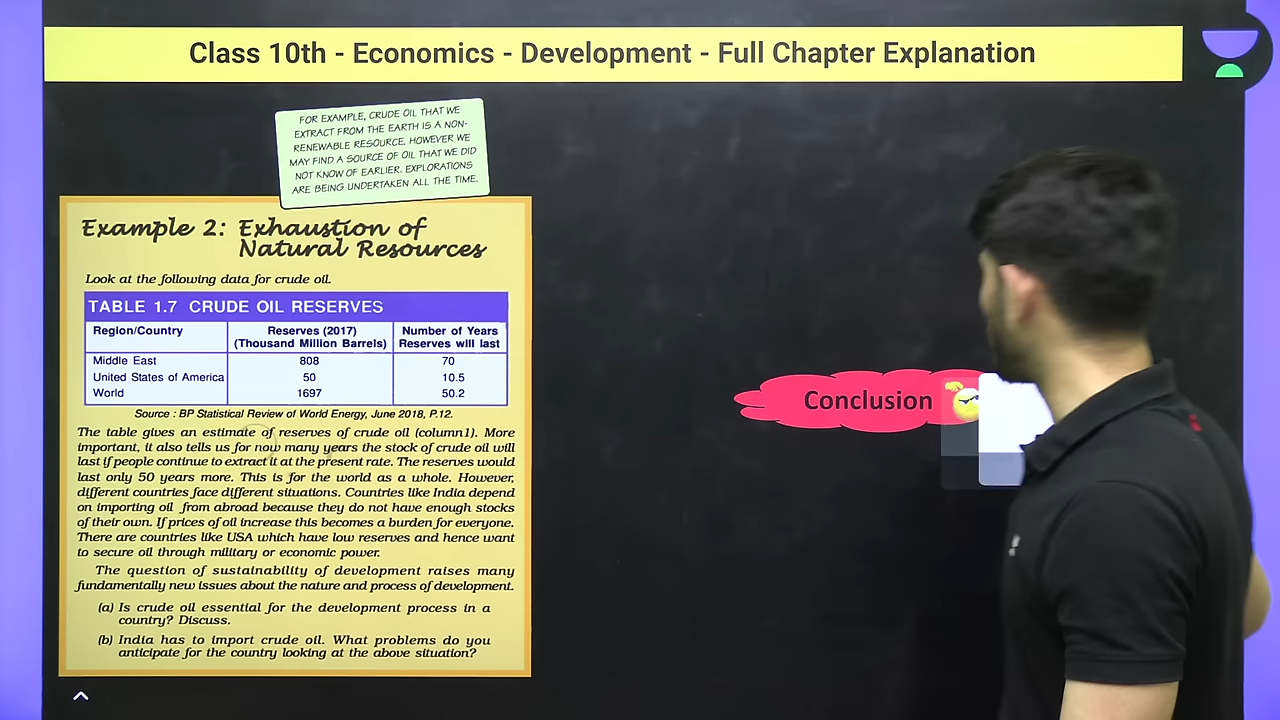 Class 10th - Economics - Development - Full Chapter Explanation
FOR EXAMPLE, CRUDE OIL THAT WE
EXTRACT FROM THE EARTH IS A NON-
RENEWABLE RESOURCE. HOWEVER WE
MAY FIND A SOURCE OF OIL THAT WE DID
NOT KNOW OF EARLIER. EXPLORATIONS
ARE BEING UNDERTAKEN ALL THE TIME.
Example 2: Exhaustion of
Natural Resources
Look at the following data for crude oil.
TABLE 1.7 CRUDE OIL RESERVES
Region/Country Reserves (2017) Number of Years
(Thousand Million Barrels) Reserves will last
Middle East 808 70
United States of America 50 10.5
World 1697 50.2
Source : BP Statistical Review of World Energy, June 2018, P.12.
The table gives an estimate of reserves of crude oil (column1). More
important, it also tells us for how many years the stock of crude oil will
last if people continue to extract it at the present rate. The reserves would
last only 50 years more. This is for the world as a whole. However,
different countries face different situations. Countries like India depend
on importing oil from abroad because they do not have enough stocks
of their own. If prices of oil increase this becomes a burden for everyone.
There are countries like USA which have low reserves and hence want
to secure oil through military or economic power.
The question of sustainability of development raises many
fundamentally new issues about the nature and process of development.
(a) Is crude oil essential for the development process in a
country? Discuss.
(b) India has to import crude oil. What problems do you
anticipate for the country looking at the above situation?
Conclusion